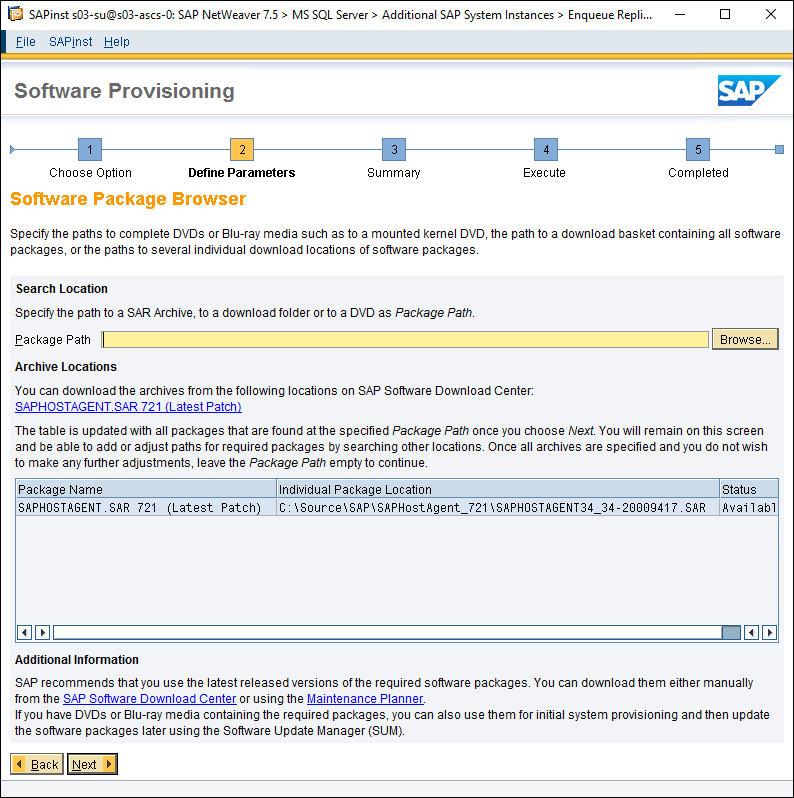 SAPinst s03-su@s03-ascs-0: SAP NetWeaver 7.5 > MS SQL Server > Additional SAP System Instances > Enqueue Repli...
File SAPinst Help
Software Provisioning
SAP
1 2 3 4 5
Choose Option Define Parameters Summary Execute Completed
Software Package Browser
Specify the paths to complete DVDs or Blu-ray media such as to a mounted kernel DVD, the path to a download basket containing all software
packages, or the paths to several individual download locations of software packages.
Search Location
Specify the path to a SAR Archive, to a download folder or to a DVD as Package Path.
Package Path Browse...
Archive Locations
You can download the archives from the following locations on SAP Software Download Center:
SAPHOSTAGENT.SAR 721 (Latest Patch)
The table is updated with all packages that are found at the specified Package Path once you choose Next. You will remain on this screen
and be able to add or adjust paths for required packages by searching other locations. Once all archives are specified and you do not wish
to make any further adjustments, leave the Package Path empty to continue.
Package Name Individual Package Location Status
SAPHOSTAGENT.SAR 721 (Latest Patch) C:\Source\SAP\SAPHostAgent_721\SAPHOSTAGENT34_34-20009417.SAR Availabl
Additional Information
SAP recommends that you use the latest released versions of the required software packages. You can download them either manually
from the SAP Software Download Center or using the Maintenance Planner.
If you have DVDs or Blu-ray media containing the required packages, you can also use them for initial system provisioning and then update
the software packages later using the Software Update Manager (SUM).
Back Next